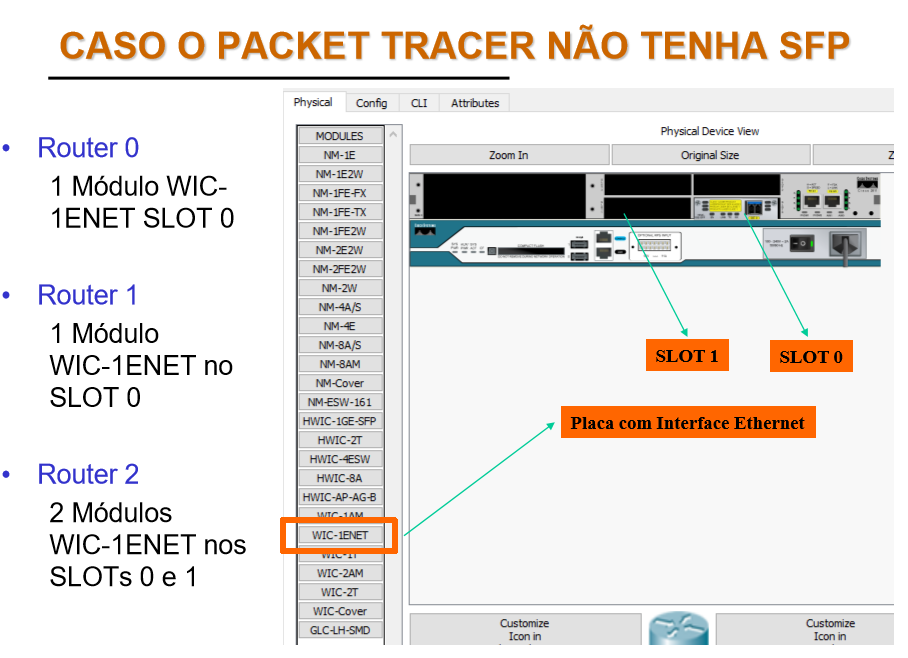 CASO O PACKET TRACER NÃO TENHA SFP
• Router 0
1 Módulo WIC-
1ENET SLOT 0
• Router 1
1 Módulo
WIC-1ENET no
SLOT 0
• Router 2
2 Módulos
WIC-1ENET nos
SLOTs 0 e 1
Physical Config CLI Attributes
MODULES
NM-1E
NM-1E2W
NM-1FE-FX
NM-1FE-TX
NM-1FE2W
NM-2E2W
NM-2FE2W
NM-2W
NM-4A/S
NM-4E
NM-8A/S
NM-8AM
NM-Cover
NM-ESW-161
HWIC-1GE-SFP
HWIC-2T
HWIC-4ESW
HWIC-8A
HWIC-AP-AG-B
WIC-1AM
WIC-1ENET
WIC-1T
WIC-2AM
WIC-2T
WIC-Cover
GLC-LH-SMD
Physical Device View
Zoom In Original Size Z
SLOT 1 SLOT 0
Placa com Interface Ethernet
Customize
Icon in
Customize
Icon in